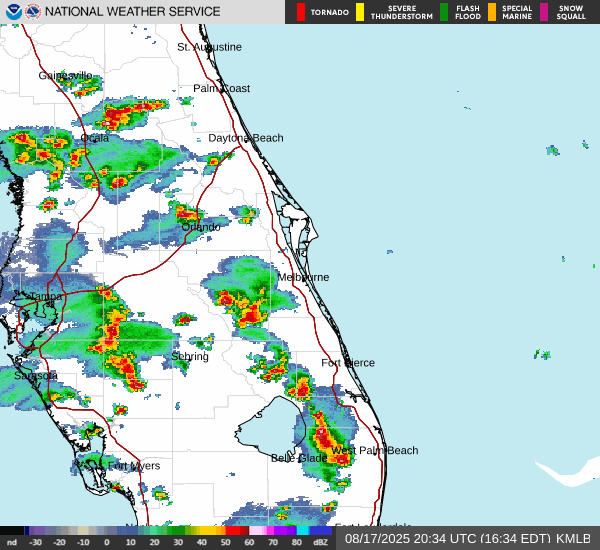 NATIONAL WEATHER SERVICE
TORNADO
SEVERE THUNDERSTORM
FLASH FLOOD
SPECIAL MARINE
SNOW SQUALL
St. Augustine
Gainesville
Palm Coast
Ocala
Daytona Beach
Orlando
Melbourne
Tampa
Sebring
Fort Pierce
Sarasota
West Palm Beach
Belle Glade
Fort Myers
nd -30 -20 -10 0 10 20 30 40 50 60 70 80 dBZ
08/17/2025 20:34 UTC (16:34 EDT) KMLB